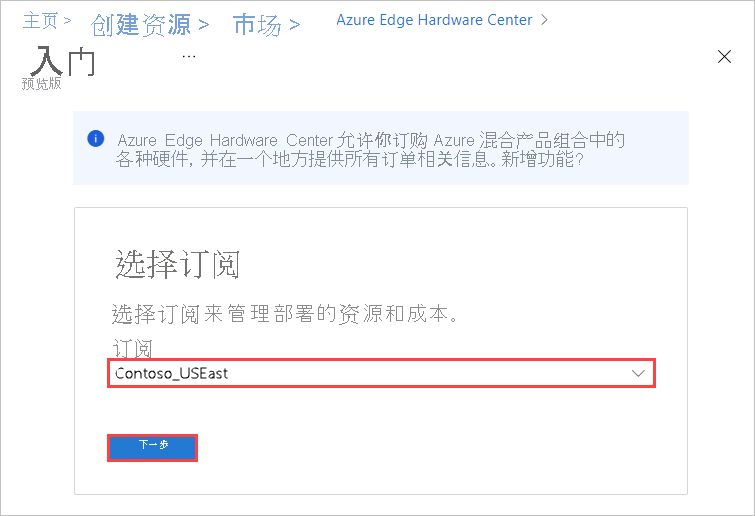 主页 > 创建资源 > 市场 > Azure Edge Hardware Center >
入门 ...
预览版
Azure Edge Hardware Center 允许你订购 Azure 混合产品组合中的
各种硬件, 并在一个地方提供所有订单相关信息。新增功能?
选择订阅
选择订阅来管理部署的资源和成本。
订阅
Contoso_USEast
下一步